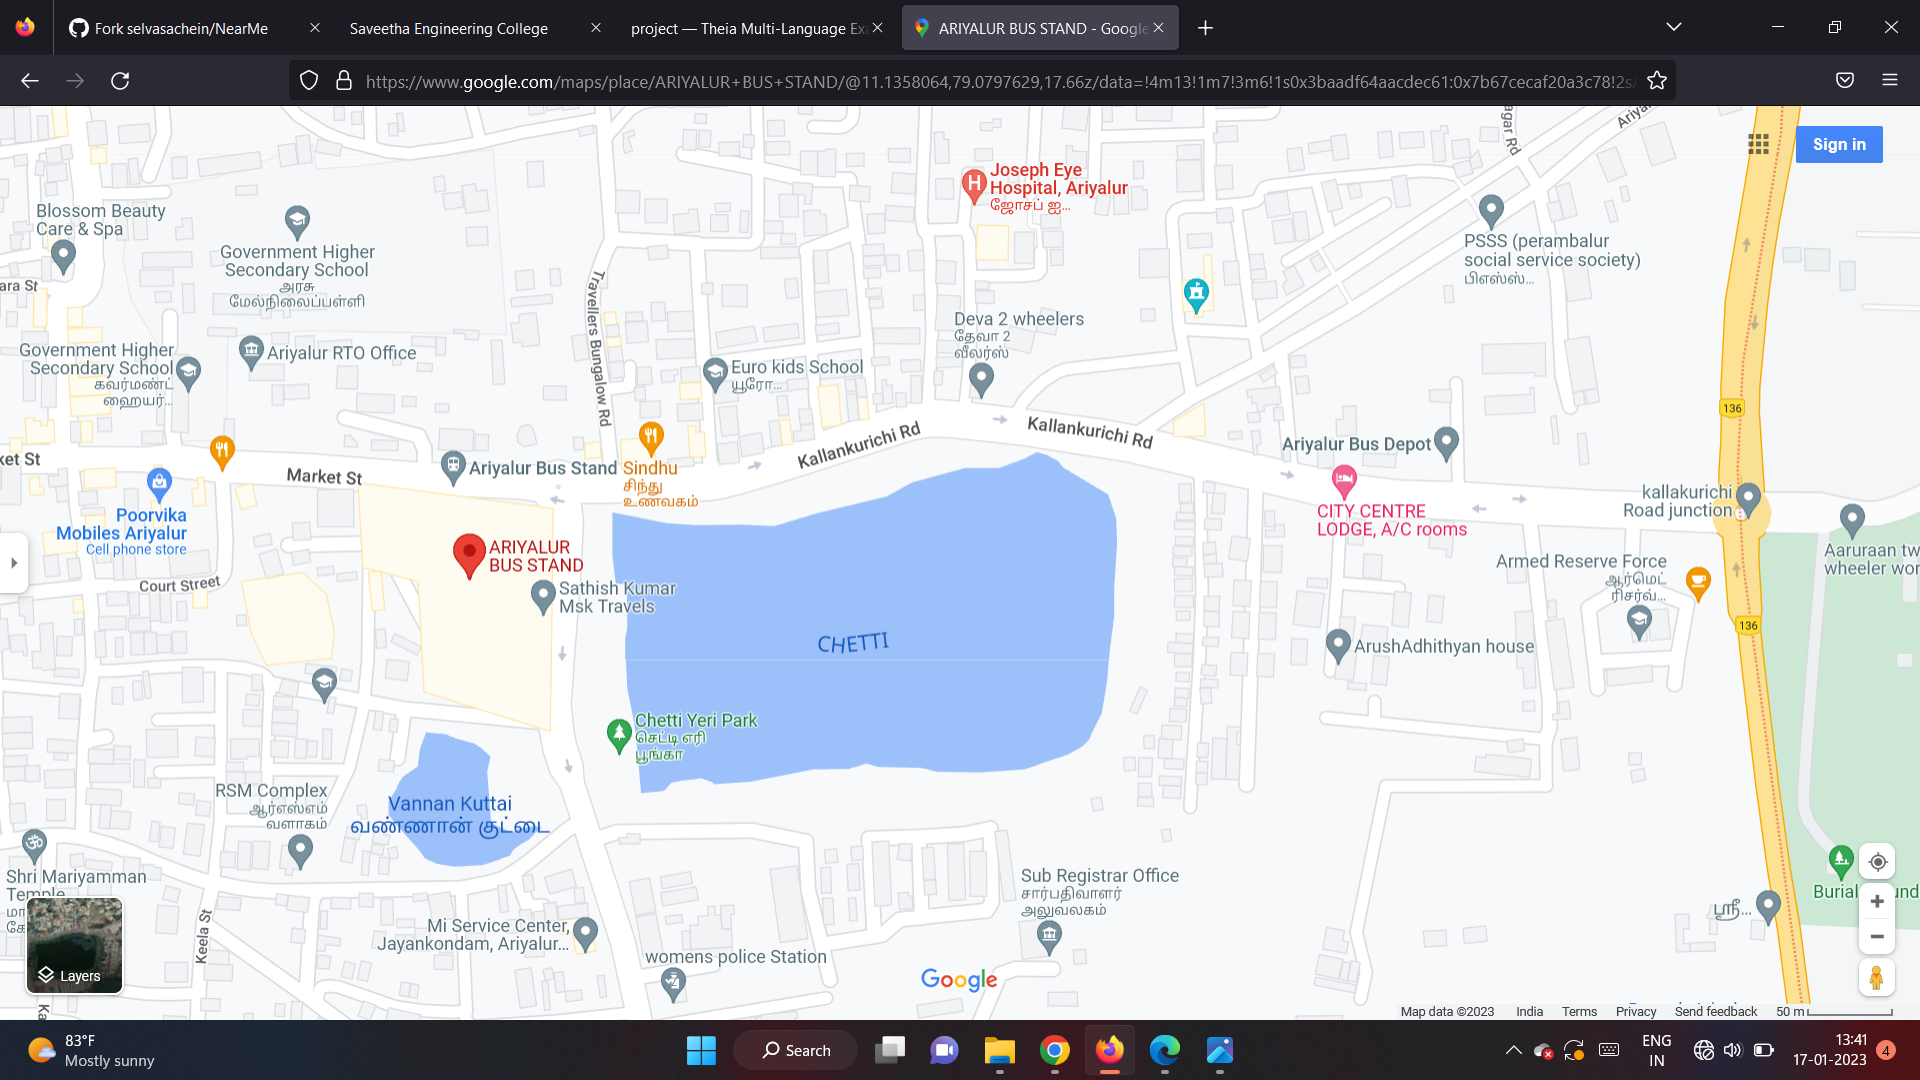 Fork selvasachein/NearMe
Saveetha Engineering College
project — Theia Multi-Language Exa
ARIYALUR BUS STAND - Google
https://www.google.com/maps/place/ARIYALUR+BUS+STAND/@11.1358064,79.0797629,17.66z/data=!4m13!1m7!3m6!1s0x3baadf64aacdec61:0x7b67cecaf20a3c78!2s
Sign in
Joseph Eye
Hospital, Ariyalur
ஜோசப் ஐ...
Blossom Beauty
Care & Spa
Government Higher
Secondary School
அரசு
மேல்நிலைப்பள்ளி
PSSS (perambalur
social service society)
பிஎஸ்ஸ்...
ara St
Travellers Bungalow Rd
agar Rd
Ariyal
Deva 2 wheelers
தேவா 2
வீலர்ஸ்
Government Higher
Secondary School
கவர்மண்ட்
ஹையர்...
Ariyalur RTO Office
Euro kids School
யூரோ...
136
Kallankurichi Rd
Kallankurichi Rd
Ariyalur Bus Depot
ket St
Market St
Ariyalur Bus Stand
Sindhu
சிந்து
உணவகம்
Poorvika
Mobiles Ariyalur
Cell phone store
CITY CENTRE
LODGE, A/C rooms
kallakurichi
Road junction
ARIYALUR
BUS STAND
Aaruraan tw
wheeler wor
Armed Reserve Force
ஆர்மெட்
ரிசர்வ்...
Court Street
Sathish Kumar
Msk Travels
136
CHETTI
ArushAdhithyan house
Chetti Yeri Park
செட்டி எரி
பூங்கா
RSM Complex
ஆர்எஸ்எம்
வளாகம்
Vannan Kuttai
வண்ணான் குட்டை
Shri Mariyamman
Temple
Sub Registrar Office
சார்பதிவாளர்
அலுவலகம்
Burial
und
ஸ்ரீ...
Keela St
Mi Service Center,
Jayankondam, Ariyalur...
womens police Station
Layers
Google
Map data ©2023 India Terms Privacy Send feedback 50 m
83°F
Mostly sunny
Search
ENG
IN
13:41
17-01-2023
4